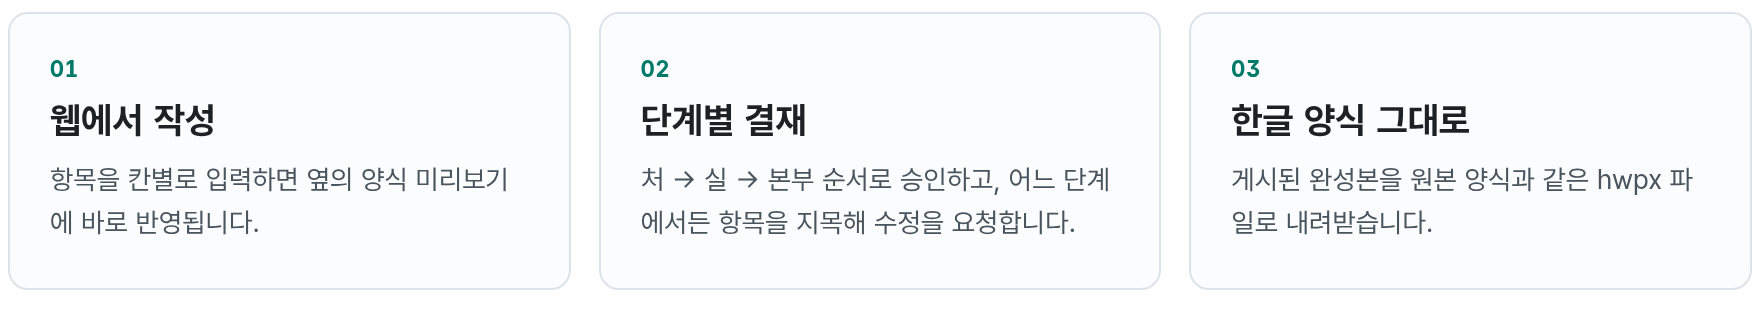 01
웹에서 작성
항목을 칸별로 입력하면 옆의 양식 미리보기
에 바로 반영됩니다.
02
단계별 결재
처 → 실 → 본부 순서로 승인하고, 어느 단계
에서든 항목을 지목해 수정을 요청합니다.
03
한글 양식 그대로
게시된 완성본을 원본 양식과 같은 hwpx 파
일로 내려받습니다.